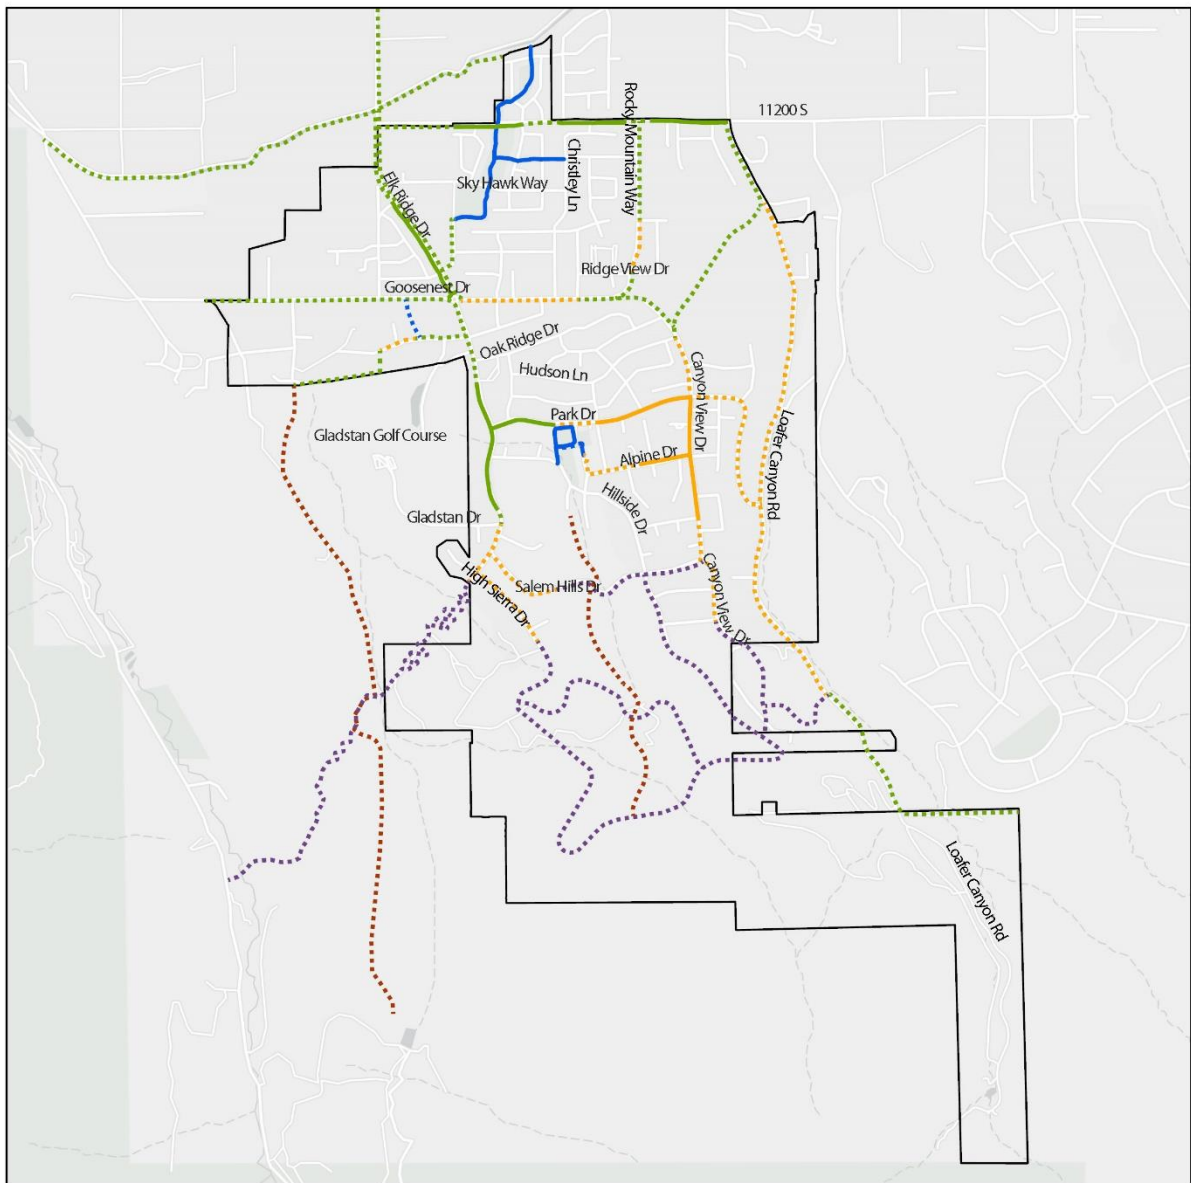 11200 S
Rocky Mountain Way
Christley Ln
Sky Hawk Way
Elk Ridge Dr
Ridge View Dr
Goosenest Dr
Oak Ridge Dr
Hudson Ln
Canyon View Dr
Park Dr
Loafer Canyon Rd
Gladstan Golf Course
Alpine Dr
Hillside Dr
Gladstan Dr
Salem Hills Dr
High Sierra Dr
Canyon View Dr
Loafer Canyon Rd